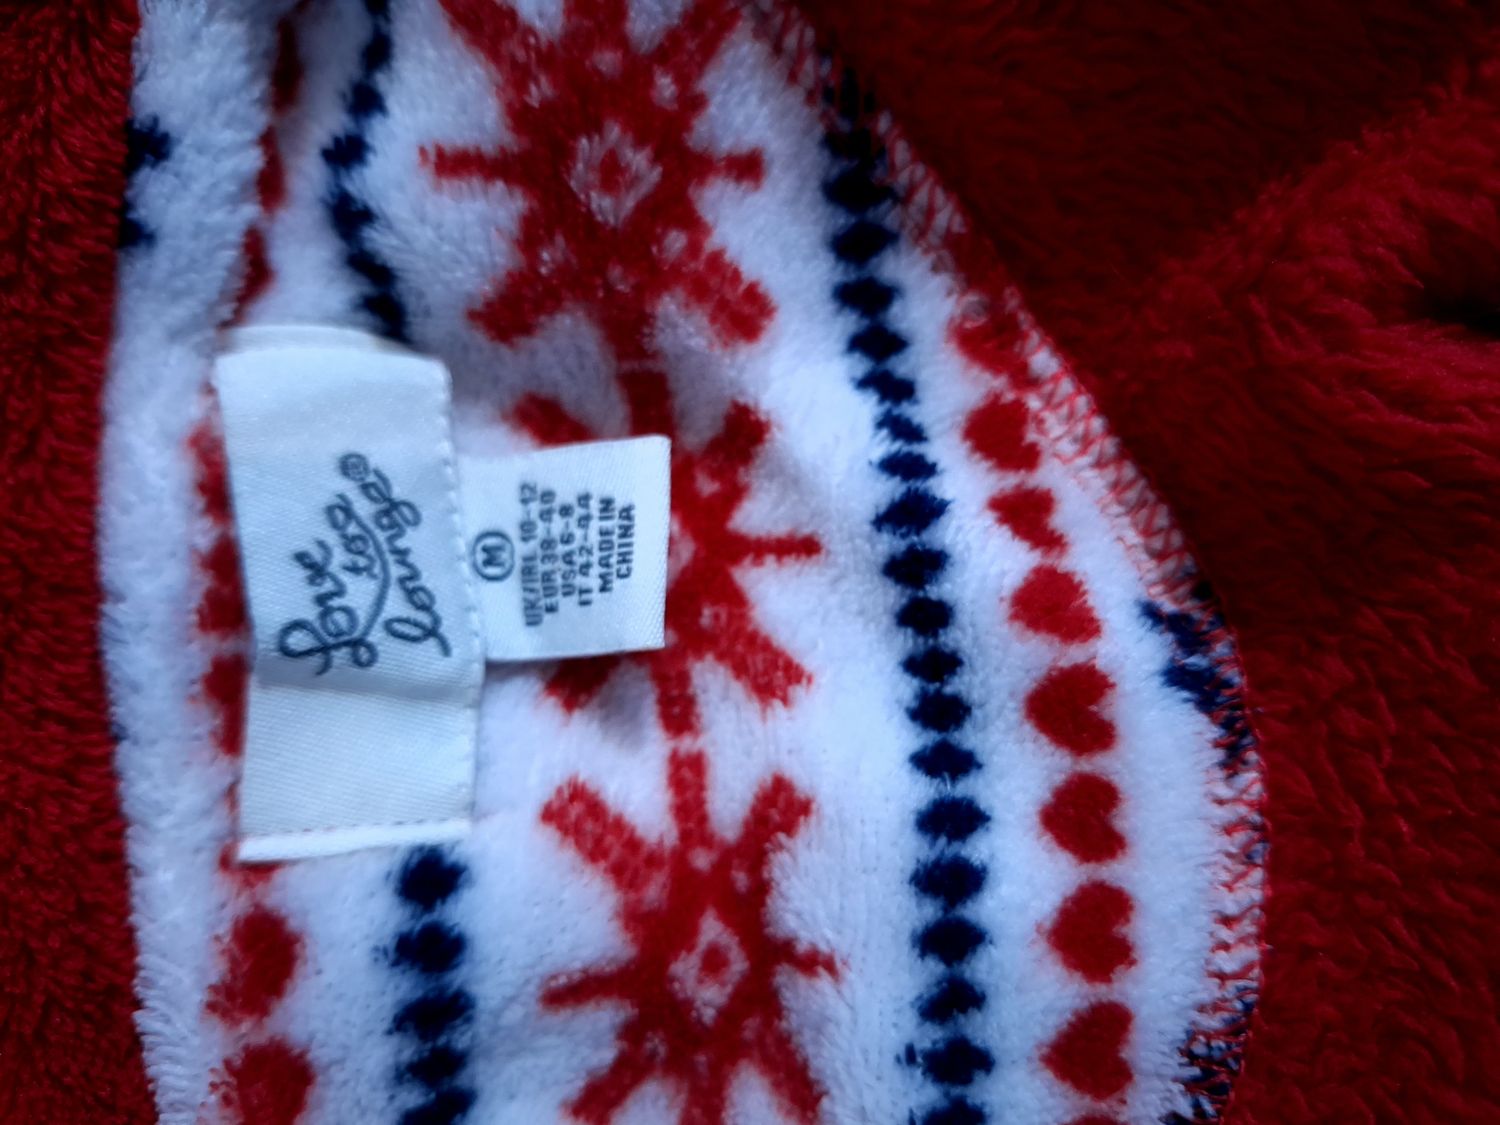 Love
to
lounge®
M
UK/IRL 10-12
EUR 38-40
USA 6-8
IT 42-44
MADE IN
CHINA